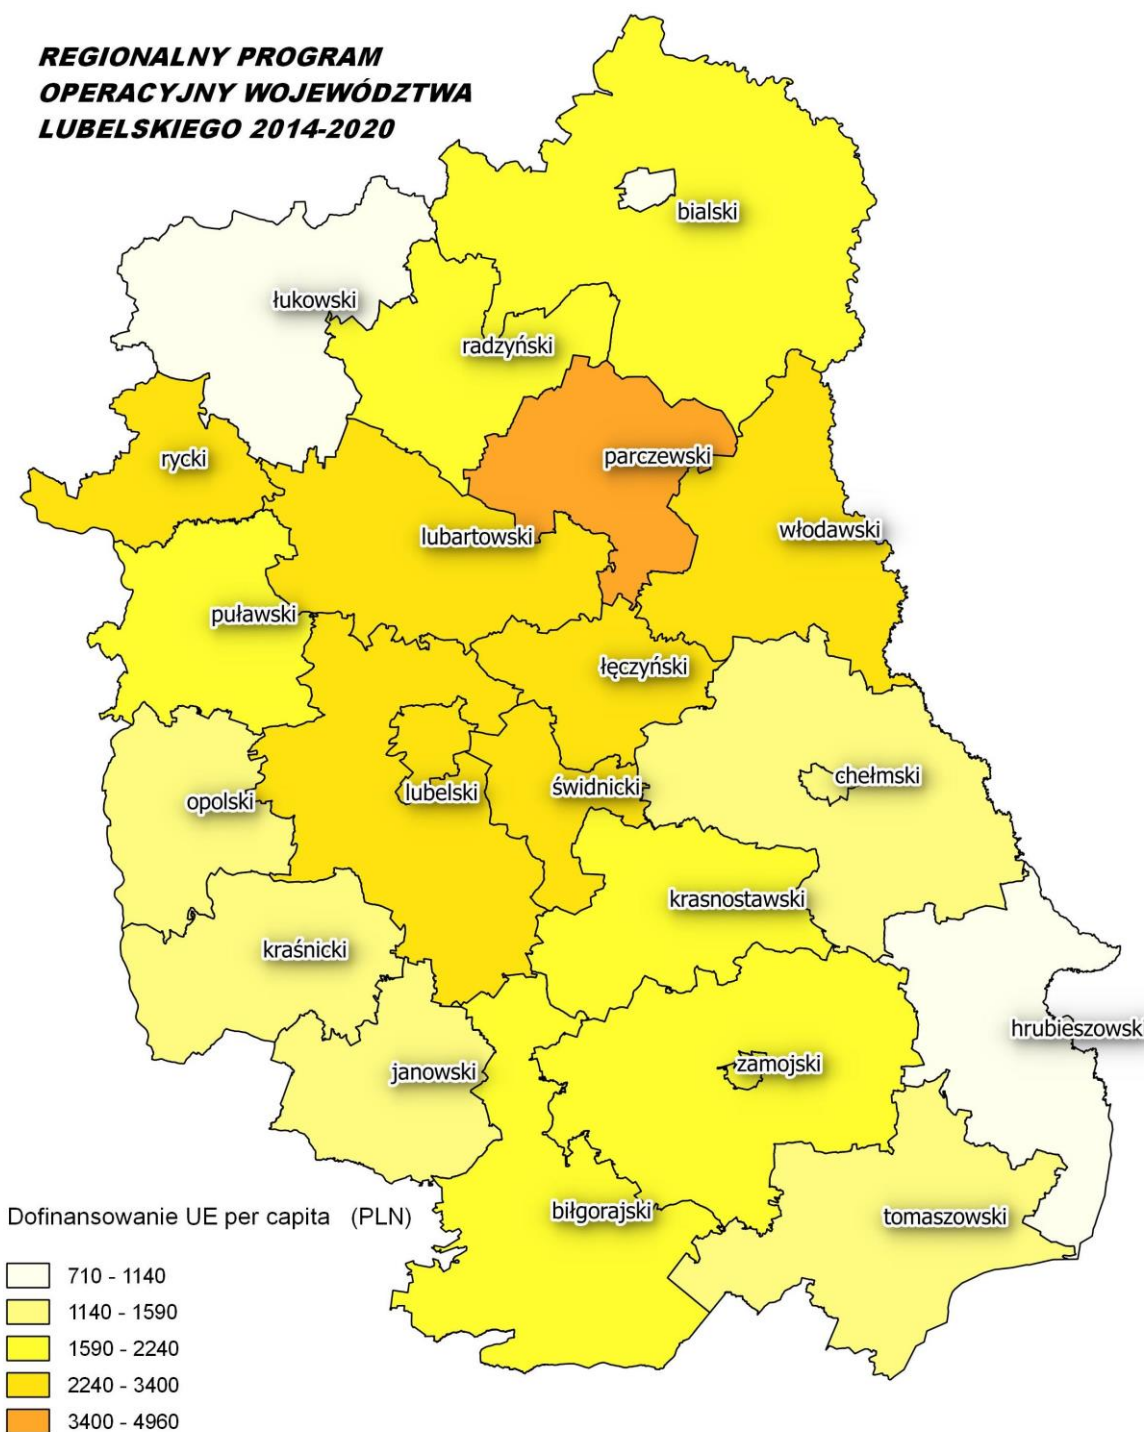 REGIONALNY PROGRAM
OPERACYJNY WOJEWÓDZTWA
LUBELSKIEGO 2014-2020
bialski
łukowski
radzyński
parczewski
rycki
lubartowski
włodawski
puławski
łęczyński
opolski
lubelski
świdnicki
chełmski
krasnostawski
kraśnicki
hrubieszowski
janowski
zamojski
biłgorajski
tomaszowski
Dofinansowanie UE per capita (PLN)
710 - 1140
1140 - 1590
1590 - 2240
2240 - 3400
3400 - 4960